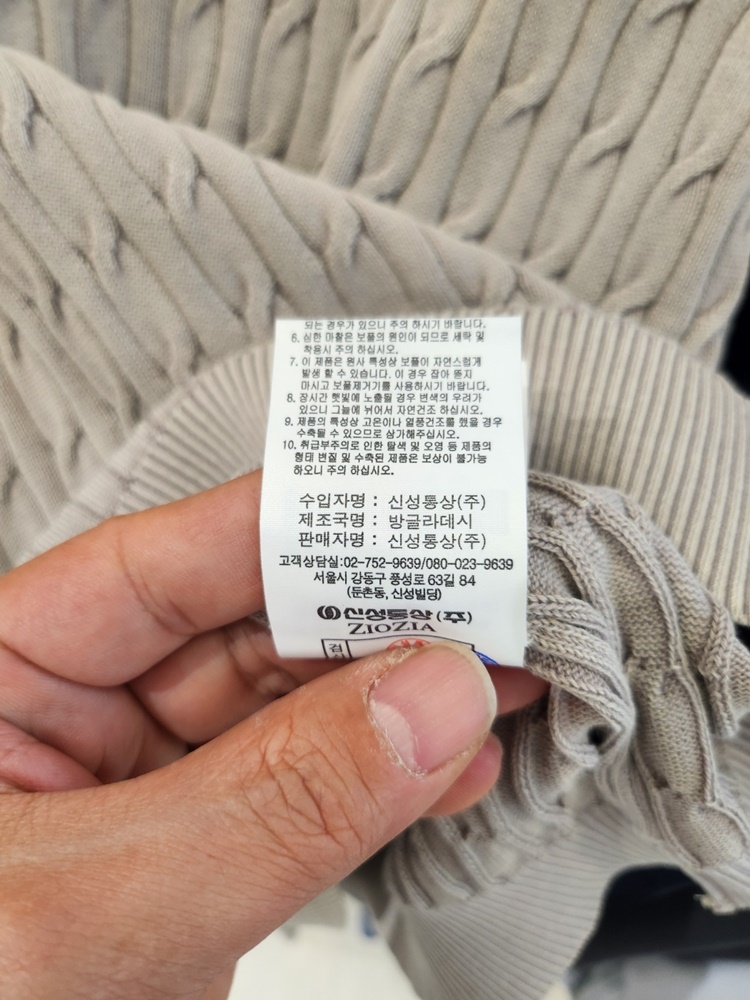 되는 경우가 있으니 주의 하시기 바랍니다.
6. 심한 마찰은 보풀의 원인이 되므로 세탁 및
착용시 주의 하십시오.
7. 이 제품은 원사 특성상 보풀이 자연스럽게
발생 할 수 있습니다. 이 경우 잡아 뜯지
마시고 보풀제거기를 사용하시기 바랍니다.
8. 장시간 햇빛에 노출될 경우 변색의 우려가
있으니 그늘에 뉘어서 자연건조 하십시오.
9. 제품의 특성상 고온이나 열풍건조를 했을 경우
수축될 수 있으므로 삼가해주십시오.
10. 취급부주의로 인한 탈색 및 오염 등 제품의
형태 변질 및 수축된 제품은 보상이 불가능
하오니 주의 하십시오.
수입자명 : 신성통상(주)
제조국명 : 방글라데시
판매자명 : 신성통상(주)
고객상담실:02-752-9639/080-023-9639
서울시 강동구 풍성로 63길 84
(둔촌동, 신성빌딩)
신성통상(주)
ZIOZIA
검